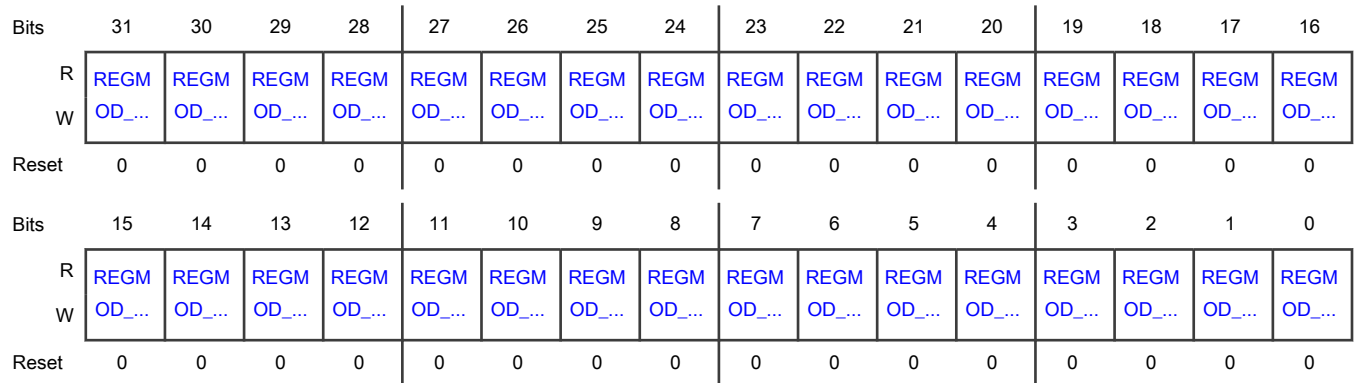 Bits 31 30 29 28 27 26 25 24 23 22 21 20 19 18 17 16
R REGM REGM REGM REGM REGM REGM REGM REGM REGM REGM REGM REGM REGM REGM REGM REGM
W OD_... OD_... OD_... OD_... OD_... OD_... OD_... OD_... OD_... OD_... OD_... OD_... OD_... OD_... OD_... OD_...
Reset 0 0 0 0 0 0 0 0 0 0 0 0 0 0 0 0
Bits 15 14 13 12 11 10 9 8 7 6 5 4 3 2 1 0
R REGM REGM REGM REGM REGM REGM REGM REGM REGM REGM REGM REGM REGM REGM REGM REGM
W OD_... OD_... OD_... OD_... OD_... OD_... OD_... OD_... OD_... OD_... OD_... OD_... OD_... OD_... OD_... OD_...
Reset 0 0 0 0 0 0 0 0 0 0 0 0 0 0 0 0